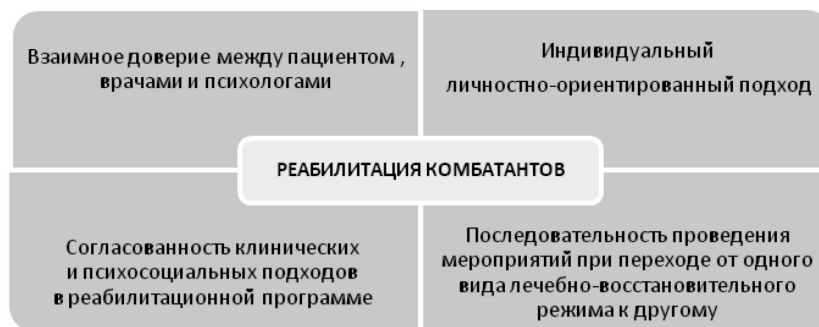 Взаимное доверие между пациентом ,
врачами и психологами
Индивидуальный
личностно-ориентированный подход
РЕАБИЛИТАЦИЯ КОМБАТАНТОВ
Согласованность клинических
и психосоциальных подходов
в реабилитационной программе
Последовательность проведения
мероприятий при переходе от одного
вида лечебно-восстановительного
режима к другому